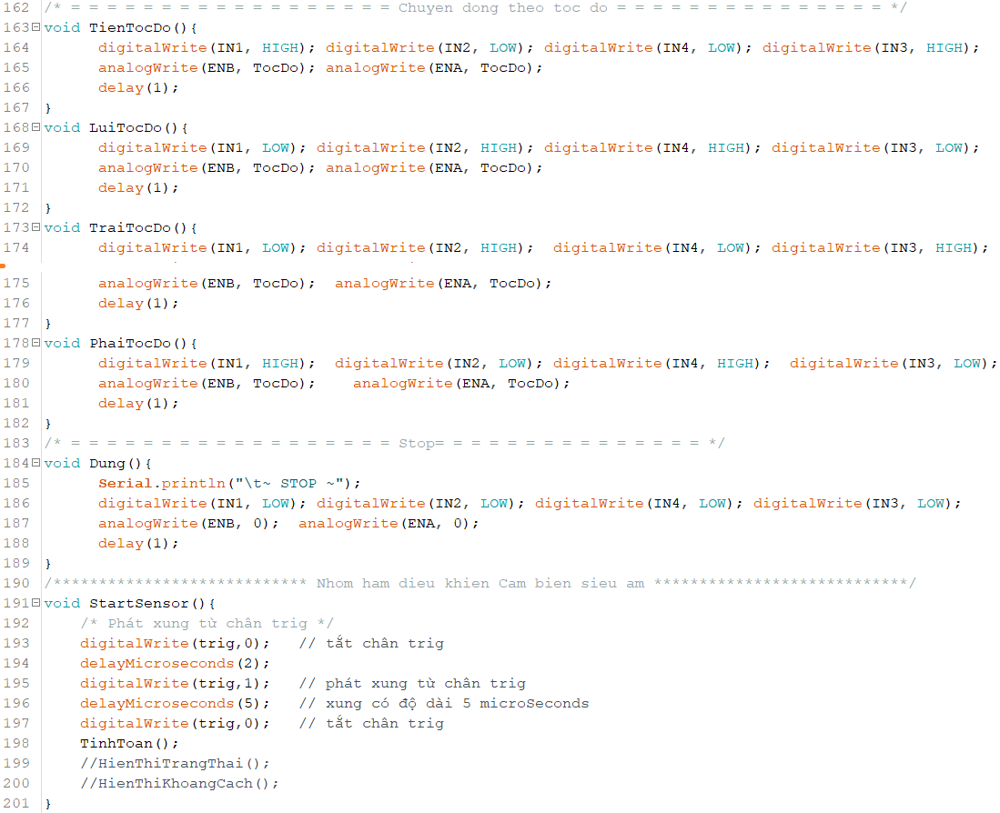 162 /* = = = = = = = = = = = = = = = = = = Chuyen dong theo toc do = = = = = = = = = = = = = = = */
163 void TienTocDo(){
164 digitalWrite(IN1, HIGH); digitalWrite(IN2, LOW); digitalWrite(IN4, LOW); digitalWrite(IN3, HIGH);
165 analogWrite(ENB, TocDo); analogWrite(ENA, TocDo);
166 delay(1);
167 }
168 void LuiTocDo(){
169 digitalWrite(IN1, LOW); digitalWrite(IN2, HIGH); digitalWrite(IN4, HIGH); digitalWrite(IN3, LOW);
170 analogWrite(ENB, TocDo); analogWrite(ENA, TocDo);
171 delay(1);
172 }
173 void TraiTocDo(){
174 digitalWrite(IN1, LOW); digitalWrite(IN2, HIGH);  digitalWrite(IN4, LOW); digitalWrite(IN3, HIGH);
175 analogWrite(ENB, TocDo);  analogWrite(ENA, TocDo);
176 delay(1);
177 }
178 void PhaiTocDo(){
179 digitalWrite(IN1, HIGH);  digitalWrite(IN2, LOW); digitalWrite(IN4, HIGH);  digitalWrite(IN3, LOW);
180 analogWrite(ENB, TocDo);    analogWrite(ENA, TocDo);
181 delay(1);
182 }
183 /* = = = = = = = = = = = = = = = = = = Stop= = = = = = = = = = = = = = = */
184 void Dung(){
185 Serial.println("\t~ STOP ~");
186 digitalWrite(IN1, LOW); digitalWrite(IN2, LOW); digitalWrite(IN4, LOW); digitalWrite(IN3, LOW);
187 analogWrite(ENB, 0);  analogWrite(ENA, 0);
188 delay(1);
189 }
190 /**************************** Nhom ham dieu khien Cam bien sieu am ****************************/
191 void StartSensor(){
192 /* Phát xung từ chân trig */
193 digitalWrite(trig,0);   // tắt chân trig
194 delayMicroseconds(2);
195 digitalWrite(trig,1);   // phát xung từ chân trig
196 delayMicroseconds(5);   // xung có độ dài 5 microSeconds
197 digitalWrite(trig,0);   // tắt chân trig
198 TinhToan();
199 //HienThiTrangThai();
200 //HienThiKhoangCach();
201 }